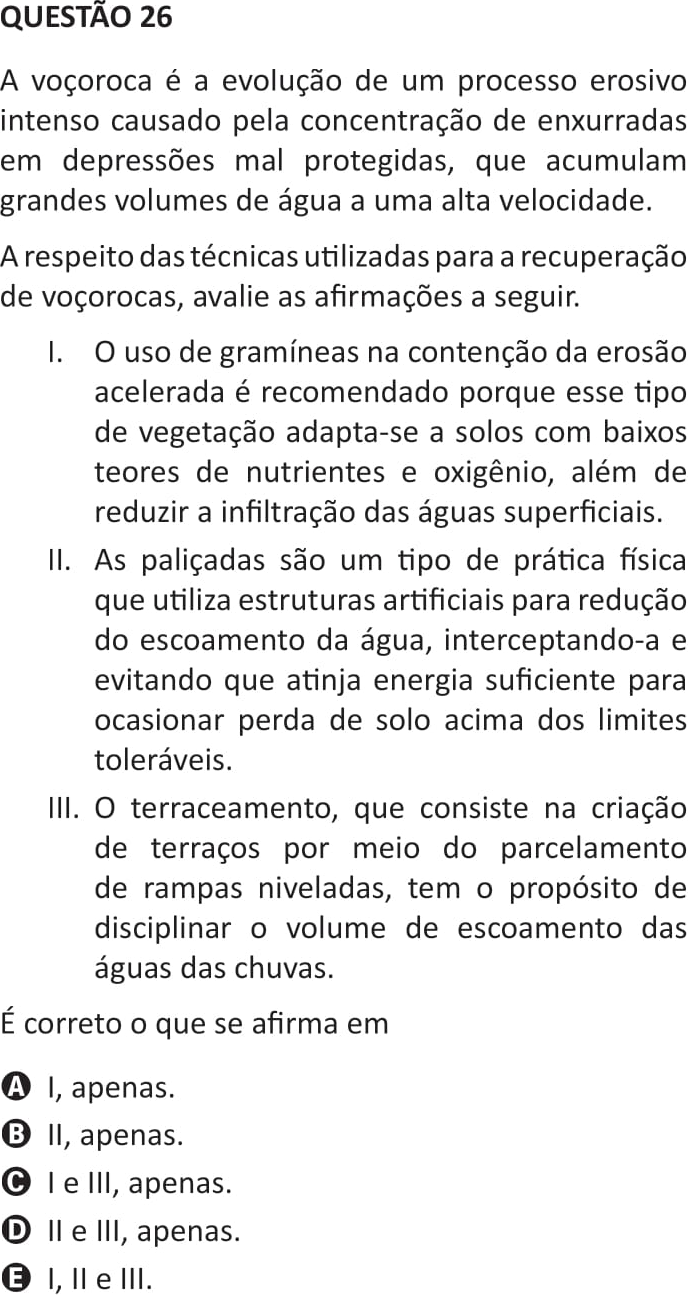 QUESTÃO 26
A voçoroca é a evolução de um processo erosivo
intenso causado pela concentração de enxurradas
em depressões mal protegidas, que acumulam
grandes volumes de água a uma alta velocidade.
A respeito das técnicas utilizadas para a recuperação
de voçorocas, avalie as afirmações a seguir.
I. O uso de gramíneas na contenção da erosão
acelerada é recomendado porque esse tipo
de vegetação adapta-se a solos com baixos
teores de nutrientes e oxigênio, além de
reduzir a infiltração das águas superficiais.
II. As paliçadas são um tipo de prática física
que utiliza estruturas artificiais para redução
do escoamento da água, interceptando-a e
evitando que atinja energia suficiente para
ocasionar perda de solo acima dos limites
toleráveis.
III. O terraceamento, que consiste na criação
de terraços por meio do parcelamento
de rampas niveladas, tem o propósito de
disciplinar o volume de escoamento das
águas das chuvas.
É correto o que se afirma em
A I, apenas.
B II, apenas.
C I e III, apenas.
D II e III, apenas.
E I, II e III.